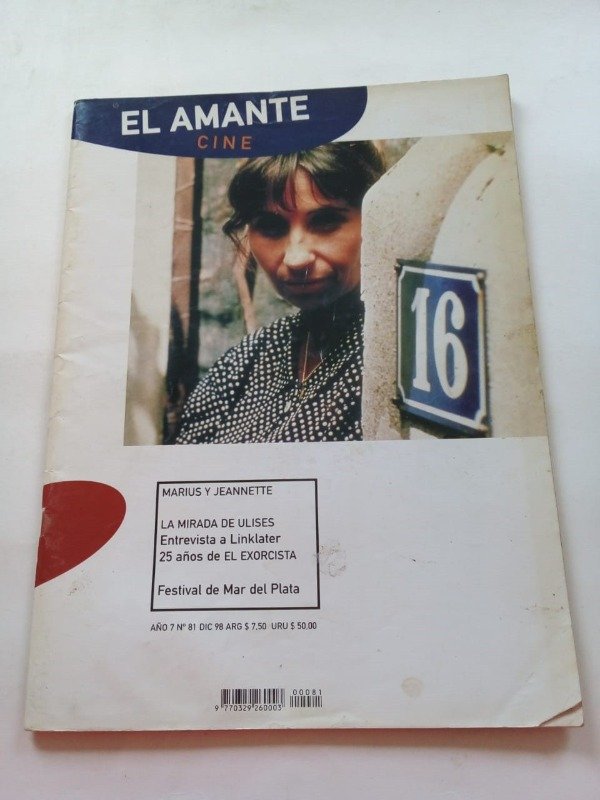 EL AMANTE
CINE
16
MARIUS Y JEANNETTE
LA MIRADA DE ULISES
Entrevista a Linklater
25 años de EL EXORCISTA
Festival de Mar del Plata
AÑO 7 Nº 81 DIC 98 ARG $ 7,50 URU $ 50,00
00081
9 770329 260003